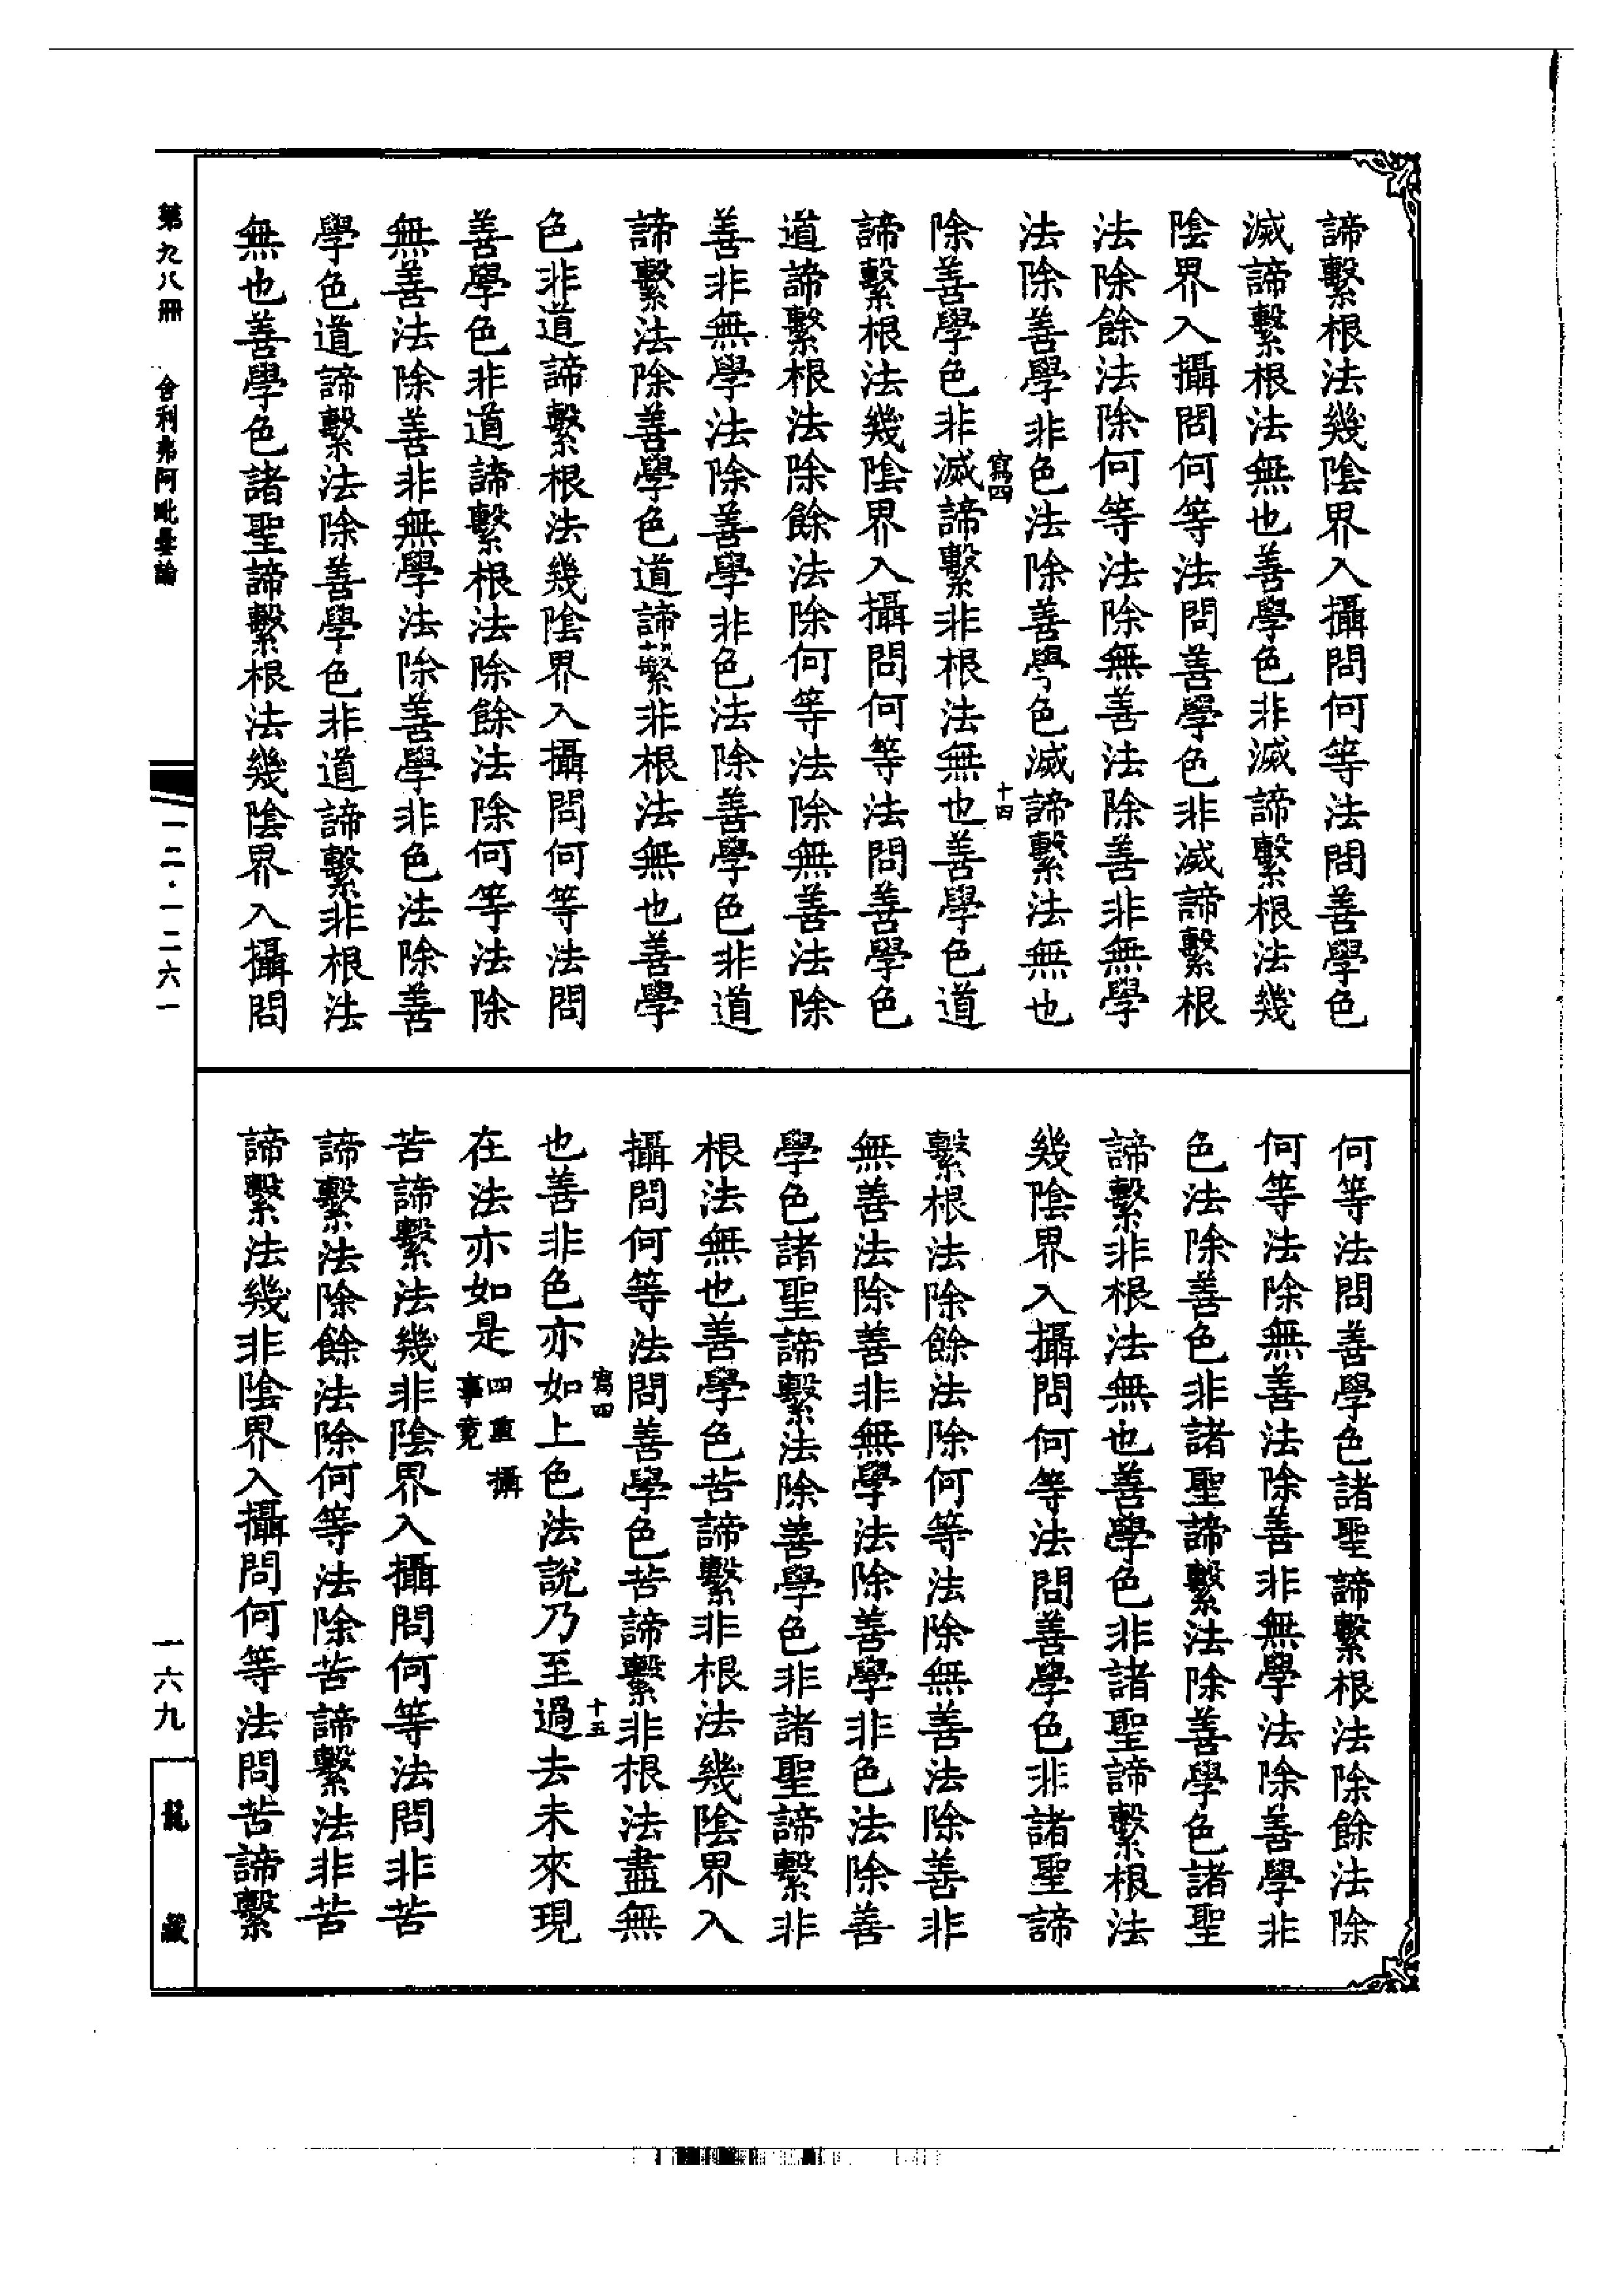 諦繫根法幾陰界入攝問何等法問善學色
滅諦繫根法無也善學色非滅諦繫根法幾
陰界入攝問何等法問善學色非滅諦繫根
法除餘法除何等法除無善法除善非無學
法除善學非色法除善學色滅諦繫法無也
寫四
十四
除善學色非滅諦繫非根法無也善學色道
諦繫根法幾陰界入攝問何等法問善學色
道諦繫根法除餘法除何等法除無善法除
善非無學法除善學非色法除善學色非道
諦繫法除善學色道諦繫非根法無也善學
色非道諦繫根法幾陰界入攝問何等法問
善學色非道諦繫根法除餘法除何等法除
無善法除善非無學法除善學非色法除善
學色道諦繫法除善學色非道諦繫非根法
無也善學色諸聖諦繫根法幾陰界入攝問
何等法問善學色諸聖諦繫根法除餘法除
何等法除無善法除善非無學法除善學非
色法除善色非諸聖諦繫法除善學色諸聖
諦繫非根法無也善學色非諸聖諦繫根法
幾陰界入攝問何等法問善學色非諸聖諦
繫根法除餘法除何等法除無善法除善非
無善法除善非無學法除善學非色法除善
學色諸聖諦繫法除善學色非諸聖諦繫非
根法無也善學色苦諦繫非根法幾陰界入
攝問何等法問善學色苦諦繫非根法盡無
寫四
十五
也善非色亦如上色法說乃至過去未來現
在法亦如是四重攝
事竟
苦諦繫法幾非陰界入攝問何等法問非苦
諦繫法除餘法除何等法除苦諦繫法非苦
諦繫法幾非陰界入攝問何等法問苦諦繫
第九八冊
舍利弗阿毗曇論
一二·一二六一
一六九
龍藏